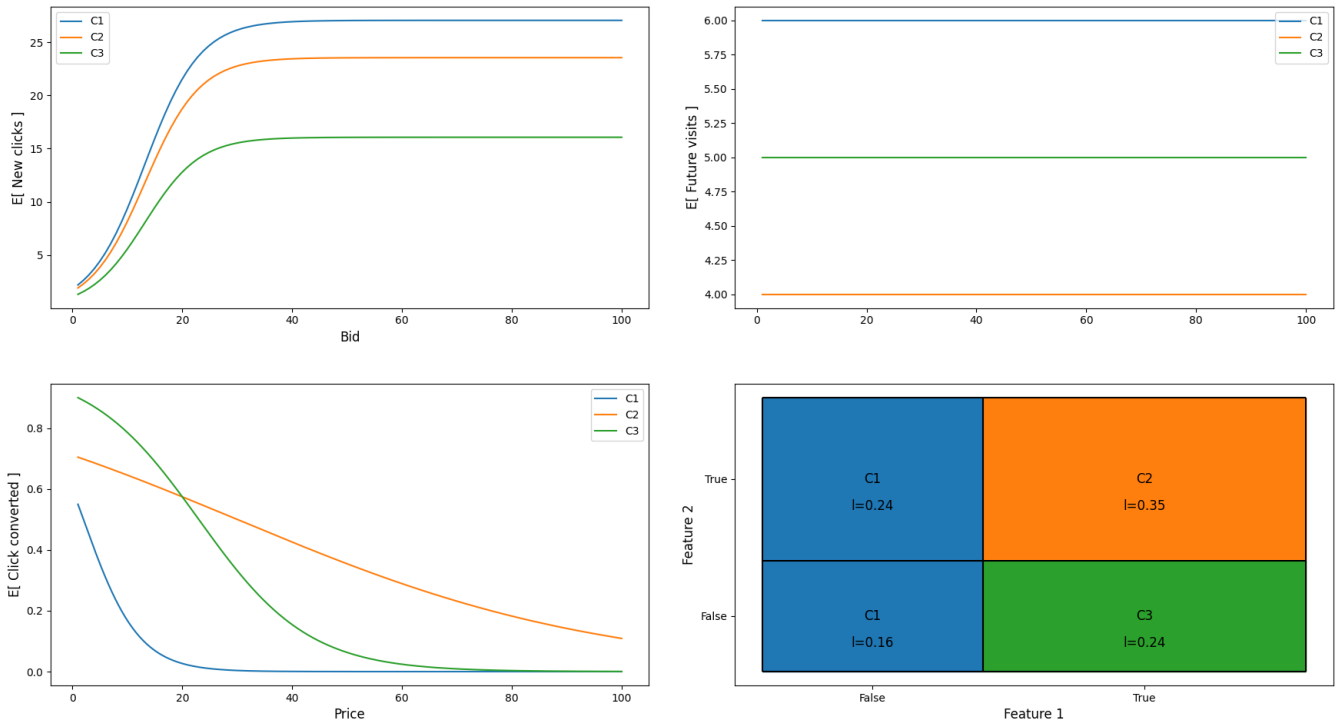 C1
C2
C3
25
20
15
10
5
E[ New clicks ]
0 20 40 60 80 100
Bid
6.00
5.75
5.50
5.25
5.00
4.75
4.50
4.25
4.00
E[ Future visits ]
C1
C2
C3
0 20 40 60 80 100
0.8
0.6
0.4
0.2
0.0
E[ Click converted ]
C1
C2
C3
0 20 40 60 80 100
Price
True
False
Feature 2
C1
l=0.24
C2
l=0.35
C1
l=0.16
C3
l=0.24
False True
Feature 1